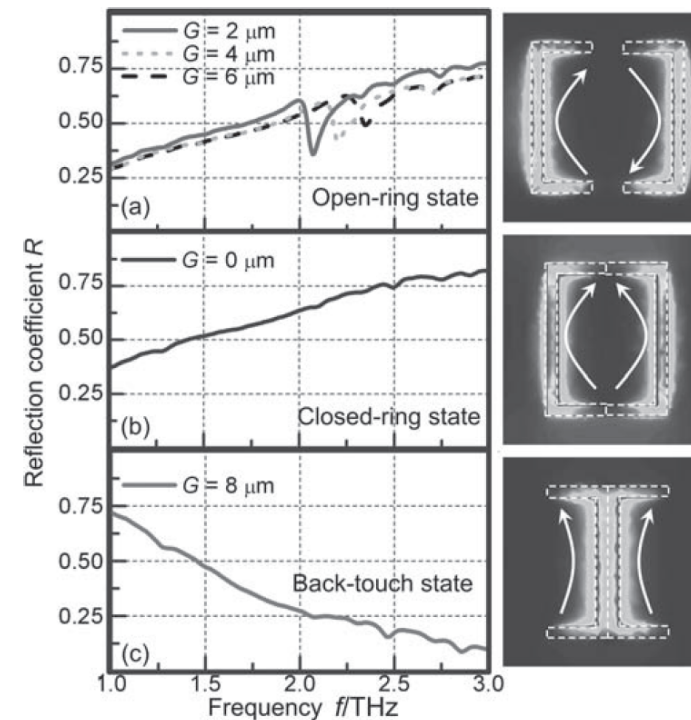 G = 2 μm
G = 4 μm
G = 6 μm
0.75
0.50
0.25
(a)
Open-ring state
G = 0 μm
0.75
0.50
0.25
(b)
Closed-ring state
G = 8 μm
0.75
0.50
0.25
Back-touch state
(c)
Reflection coefficient R
1.0 1.5 2.0 2.5 3.0
Frequency f/THz